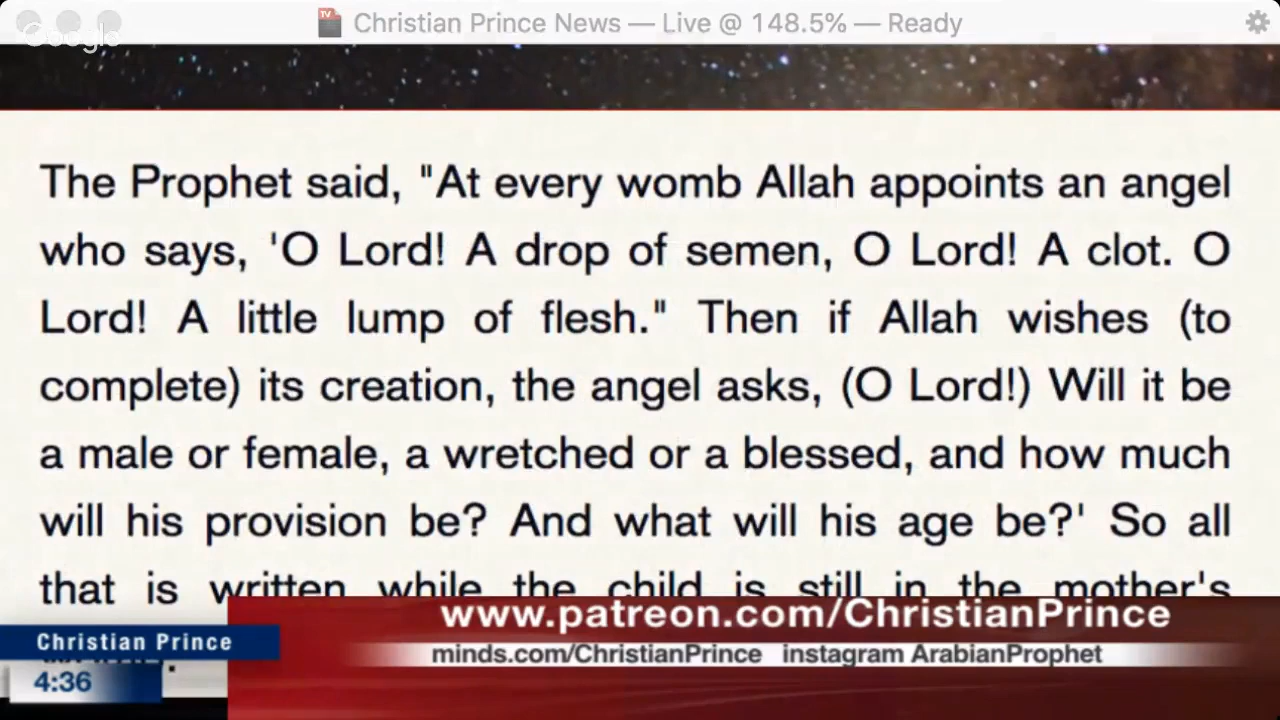 Google
TV
Christian Prince News — Live @ 148.5% — Ready
The Prophet said, "At every womb Allah appoints an angel
who says, 'O Lord! A drop of semen, O Lord! A clot. O
Lord! A little lump of flesh." Then if Allah wishes (to
complete) its creation, the angel asks, (O Lord!) Will it be
a male or female, a wretched or a blessed, and how much
will his provision be? And what will his age be?' So all
that is written while the child is still in the mother's
www.patreon.com/ChristianPrince
Christian Prince
minds.com/ChristianPrince instagram ArabianProphet
4:36